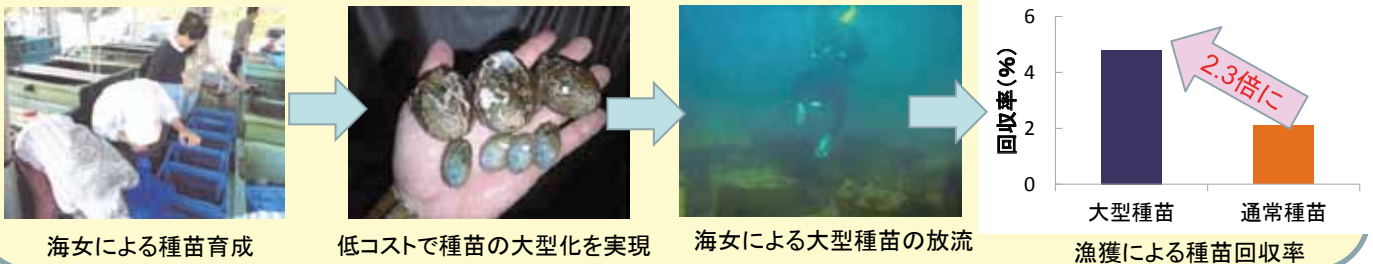 海女による種苗育成
低コストで種苗の大型化を実現
海女による大型種苗の放流
回収率(%)
6
4
2
0
2.3倍に
大型種苗
通常種苗
漁獲による種苗回収率